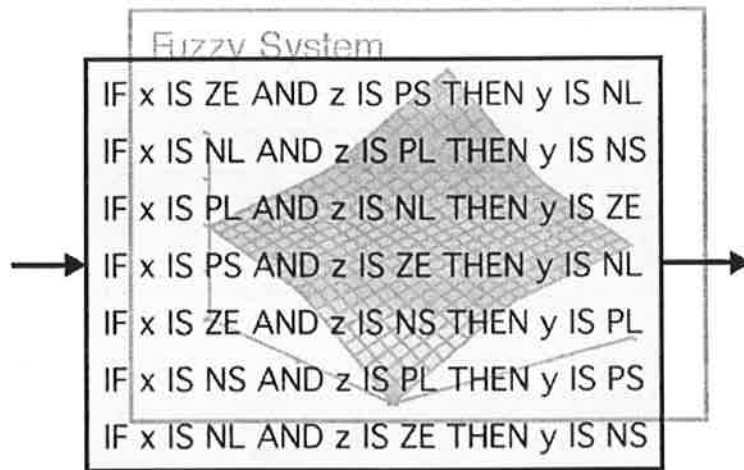 Fuzzy System
IF x IS ZE AND z IS PS THEN y IS NL
IF x IS NL AND z IS PL THEN y IS NS
IF x IS PL AND z IS NL THEN y IS ZE
IF x IS PS AND z IS ZE THEN y IS NL
IF x IS ZE AND z IS NS THEN y IS PL
IF x IS NS AND z IS PL THEN y IS PS
IF x IS NL AND z IS ZE THEN y IS NS